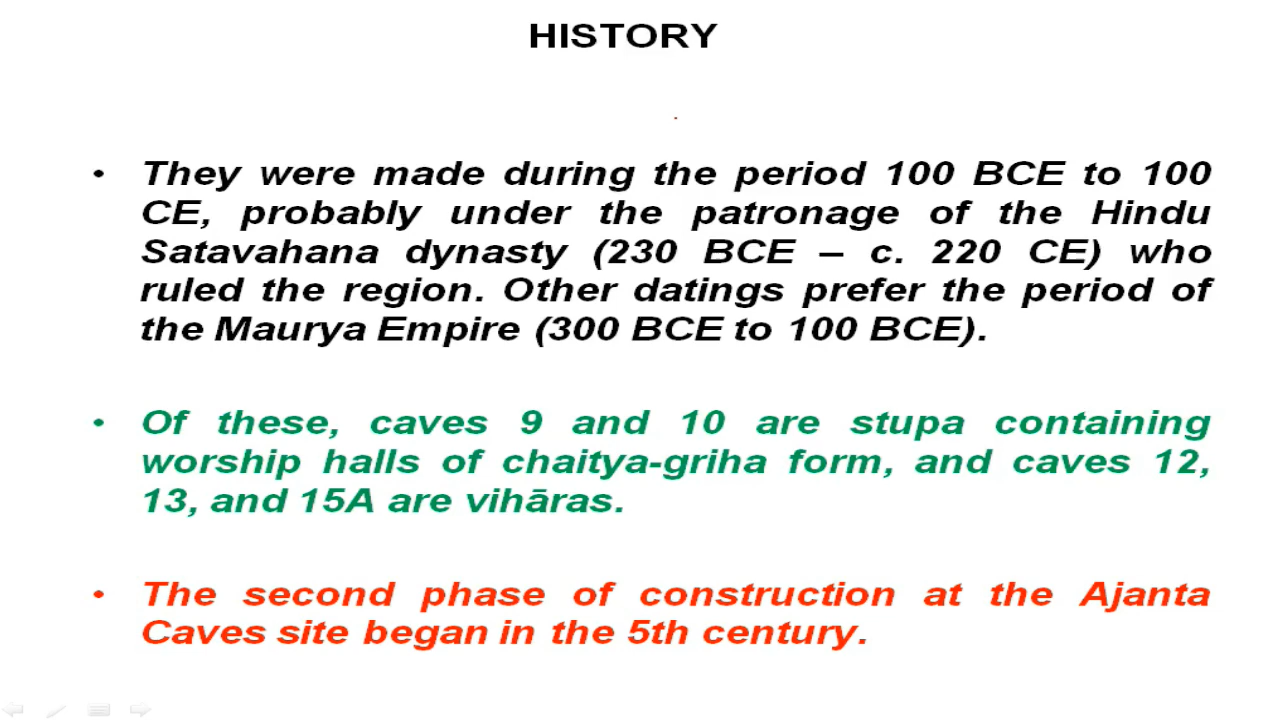 HISTORY
• They were made during the period 100 BCE to 100
CE, probably under the patronage of the Hindu
Satavahana dynasty (230 BCE – c. 220 CE) who
ruled the region. Other datings prefer the period of
the Maurya Empire (300 BCE to 100 BCE).
• Of these, caves 9 and 10 are stupa containing
worship halls of chaitya-griha form, and caves 12,
13, and 15A are vihāras.
• The second phase of construction at the Ajanta
Caves site began in the 5th century.